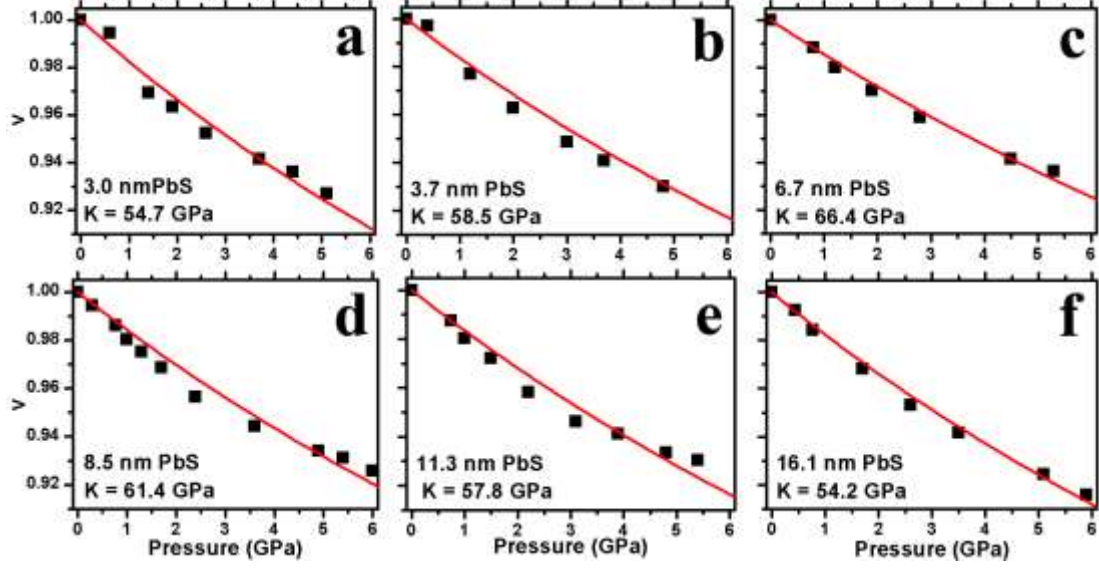 a
b
c
1.00
0.98
0.96
0.94
0.92
V
3.0 nmPbS
K = 54.7 GPa
3.7 nm PbS
K = 58.5 GPa
6.7 nm PbS
K = 66.4 GPa
0 1 2 3 4 5 6
0 1 2 3 4 5 6
0 1 2 3 4 5 6
d
e
f
1.00
0.98
0.96
0.94
0.92
V
8.5 nm PbS
K = 61.4 GPa
11.3 nm PbS
K = 57.8 GPa
16.1 nm PbS
K = 54.2 GPa
0 1 2 3 4 5 6
0 1 2 3 4 5 6
0 1 2 3 4 5 6
Pressure (GPa)
Pressure (GPa)
Pressure (GPa)